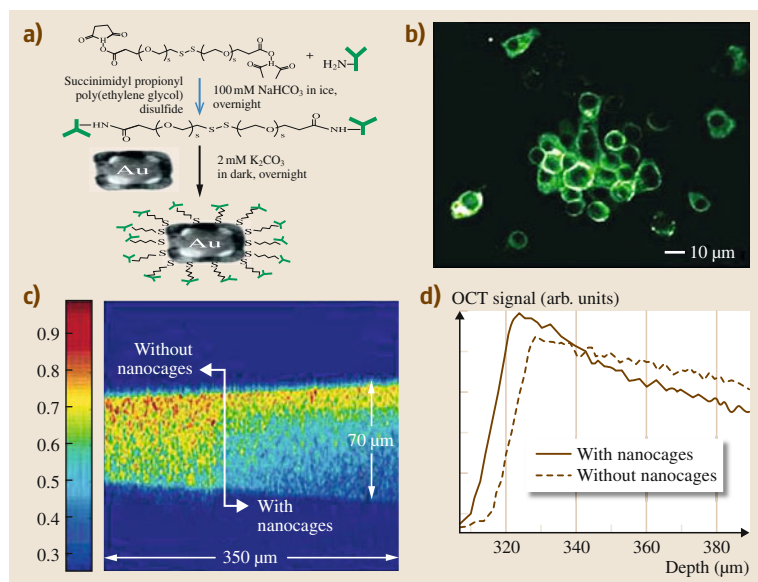 a)
O
O
O
H
O
O
( O )s S–S ( O )s
O
O
H
O
O
+
H2N
Succinimidyl propionyl
poly(ethylene glycol)
disulfide
100 mM NaHCO3 in ice,
overnight
HN
O
( O )s S–S ( O )s
O
NH
Au
2 mM K2CO3
in dark, overnight
S S S S
S S
S Au S
S S
S S S S
b)
10 µm
c)
0.9
0.8
0.7
0.6
0.5
0.4
0.3
Without
nanocages
70 µm
With
nanocages
350 µm
d) OCT signal (arb. units)
With nanocages
Without nanocages
320 340 360 380
Depth (µm)